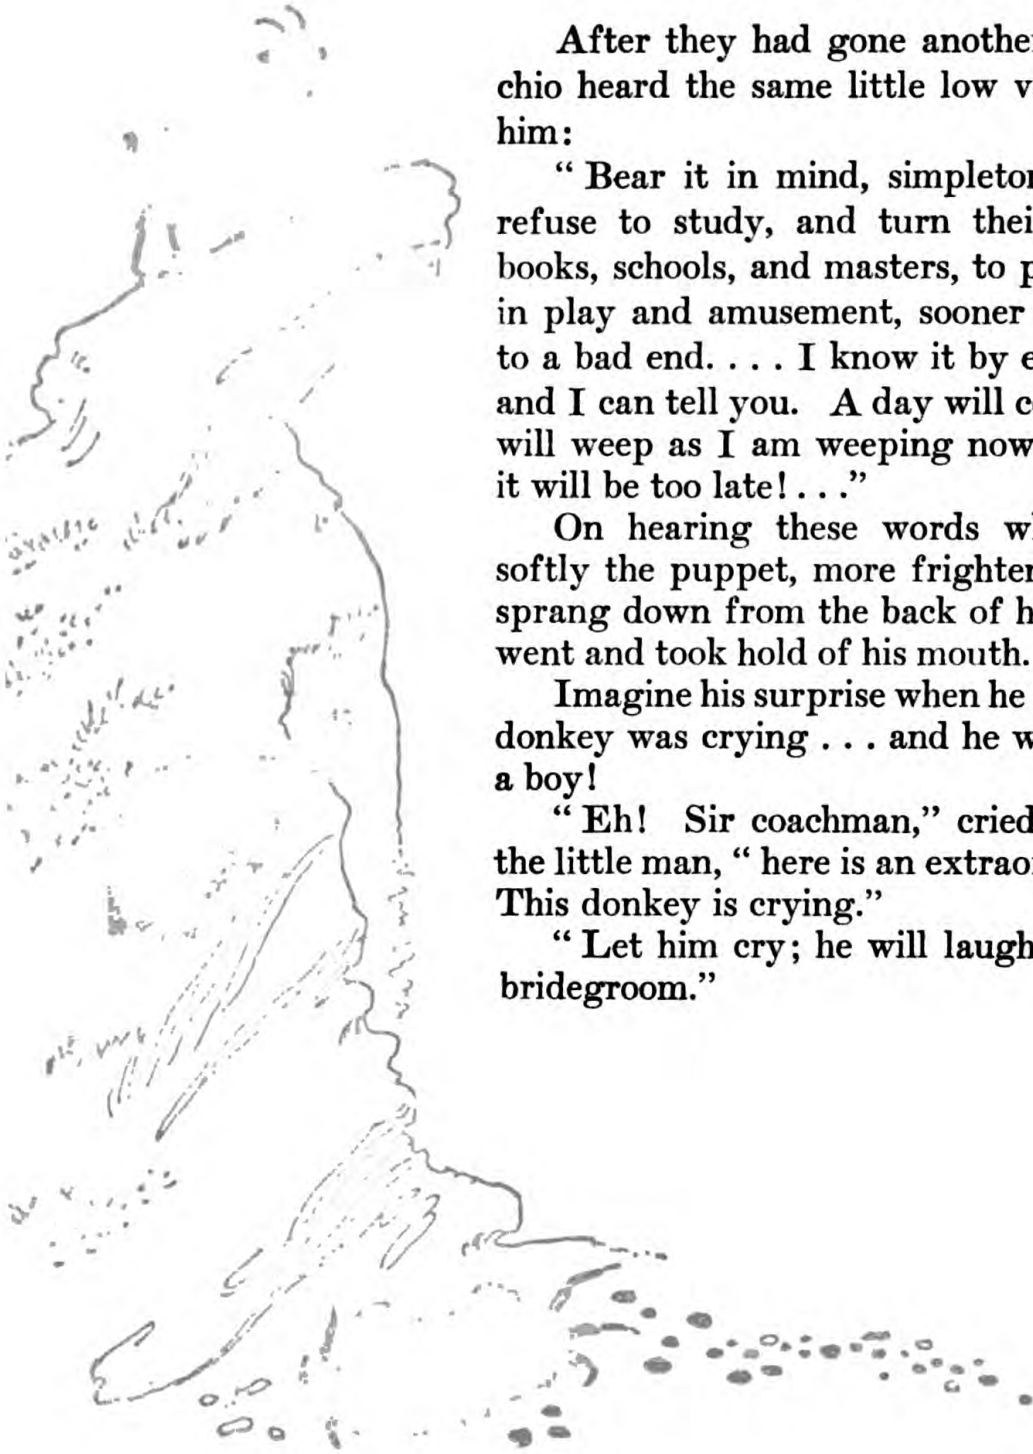 After they had gone anothe
chio heard the same little low v
him:
“ Bear it in mind, simpleto
refuse to study, and turn thei
books, schools, and masters, to p
in play and amusement, sooner
to a bad end. . . . I know it by e
and I can tell you. A day will c
will weep as I am weeping now
it will be too late! . . .”
On hearing these words w
softly the puppet, more frighte
sprang down from the back of h
went and took hold of his mouth.
Imagine his surprise when he
donkey was crying . . . and he w
a boy!
“ Eh! Sir coachman,” cried
the little man, “ here is an extrao
This donkey is crying.”
“ Let him cry; he will laugh
bridegroom.”